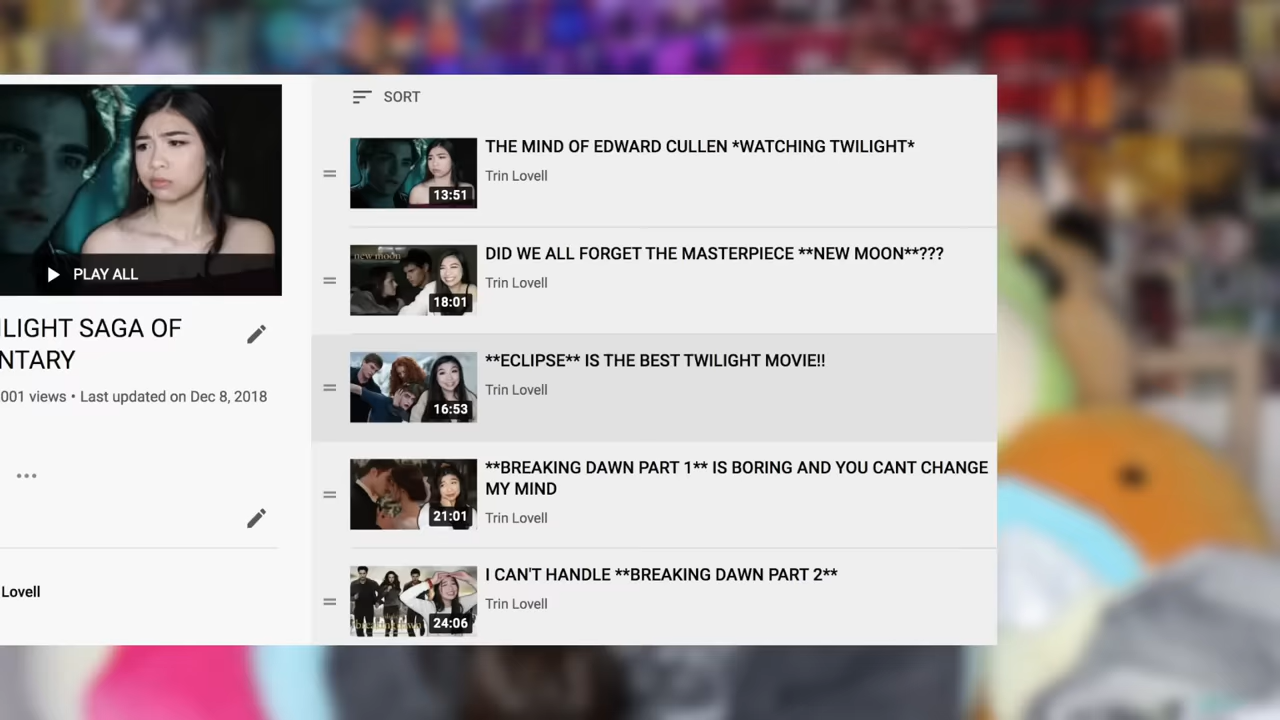 PLAY ALL
ILIGHT SAGA OF
NTARY
001 views • Last updated on Dec 8, 2018
Lovell
SORT
13:51
THE MIND OF EDWARD CULLEN *WATCHING TWILIGHT*
Trin Lovell
new moon
18:01
DID WE ALL FORGET THE MASTERPIECE **NEW MOON**???
Trin Lovell
16:53
**ECLIPSE** IS THE BEST TWILIGHT MOVIE!!
Trin Lovell
21:01
**BREAKING DAWN PART 1** IS BORING AND YOU CANT CHANGE
MY MIND
Trin Lovell
24:06
I CAN'T HANDLE **BREAKING DAWN PART 2**
Trin Lovell